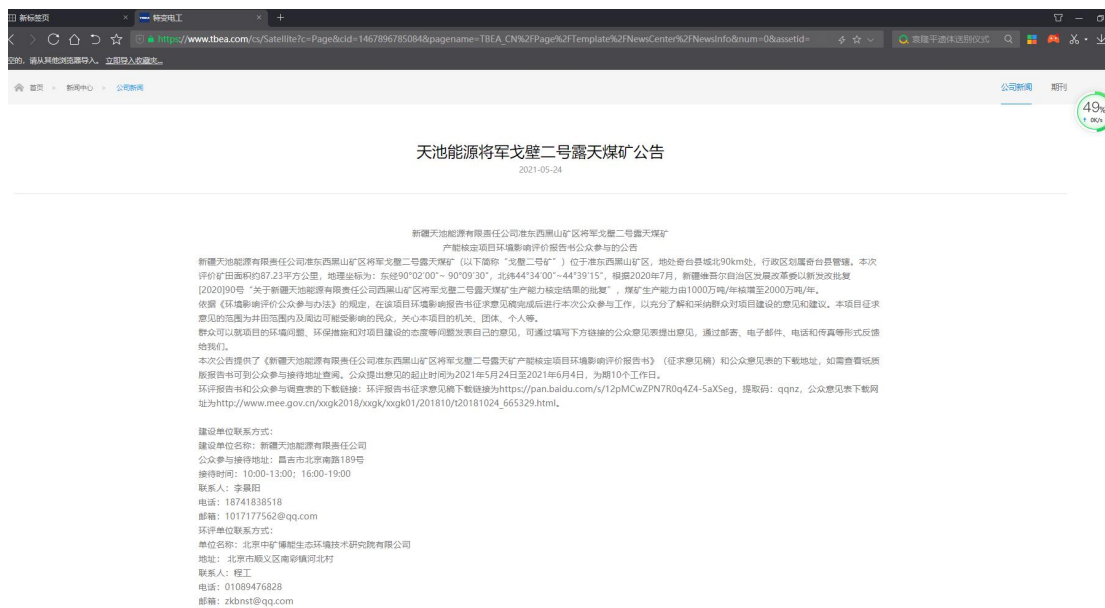 新标签页
特变电工
https://www.tbea.com/cs/Satellite?c=Page&cid=1467896785084&pagename=TBEA_CN%2FPage%2FTemplate%2FNewsCenter%2FNewsInfo&num=0&assetid=
袁隆平遗体送别仪式
空的，请从其他浏览器导入。 立即导入收藏夹...
首页 > 新闻中心 > 公司新闻
公司新闻 期刊
49%
0K/s
天池能源将军戈壁二号露天煤矿公告
2021-05-24
新疆天池能源有限责任公司准东西黑山矿区将军戈壁二号露天煤矿
产能核定项目环境影响评价报告书公众参与的公告
新疆天池能源有限责任公司准东西黑山矿区将军戈壁二号露天煤矿（以下简称“戈壁二号矿”）位于准东西黑山矿区，地处奇台县城北90km处，行政区划属奇台县管辖。本次
评价矿田面积约87.23平方公里，地理坐标为：东经90°02'00"~ 90°09'30"，北纬44°34'00"~44°39'15"，根据2020年7月，新疆维吾尔自治区发展改革委以新发改批复
[2020]90号“关于新疆天池能源有限责任公司西黑山矿区将军戈壁二号露天煤矿生产能力核定结果的批复”，煤矿生产能力由1000万吨/年核增至2000万吨/年。
依据《环境影响评价公众参与办法》的规定，在该项目环境影响报告书征求意见稿完成后进行本次公众参与工作，以充分了解和采纳群众对项目建设的意见和建议。本项目征求
意见的范围为井田范围内及周边可能受影响的民众，关心本项目的机关、团体、个人等。
群众可以就项目的环境问题、环保措施和对项目建设的态度等问题发表自己的意见，可通过填写下方链接的公众意见表提出意见，通过邮寄、电子邮件、电话和传真等形式反馈
给我们。
本次公告提供了《新疆天池能源有限责任公司准东西黑山矿区将军戈壁二号露天矿产能核定项目环境影响评价报告书》（征求意见稿）和公众意见表的下载地址，如需查看纸质
版报告书可到公众参与接待地址查阅。公众提出意见的起止时间为2021年5月24日至2021年6月4日，为期10个工作日。
环评报告书和公众参与调查表的下载链接：环评报告书征求意见稿下载链接为https://pan.baidu.com/s/12pMCwZPN7R0q4Z4-5aXSeg，提取码：qqnz，公众意见表下载网
址为http://www.mee.gov.cn/xxgk2018/xxgk/xxgk01/201810/t20181024_665329.html。
建设单位联系方式：
建设单位名称：新疆天池能源有限责任公司
公众参与接待地址：昌吉市北京南路189号
接待时间：10:00-13:00；16:00-19:00
联系人：李景阳
电话：18741838518
邮箱：1017177562@qq.com
环评单位联系方式：
单位名称：北京中矿博能生态环境技术研究院有限公司
地址： 北京市顺义区南彩镇河北村
联系人：程工
电话：01089476828
邮箱：zkbnst@qq.com